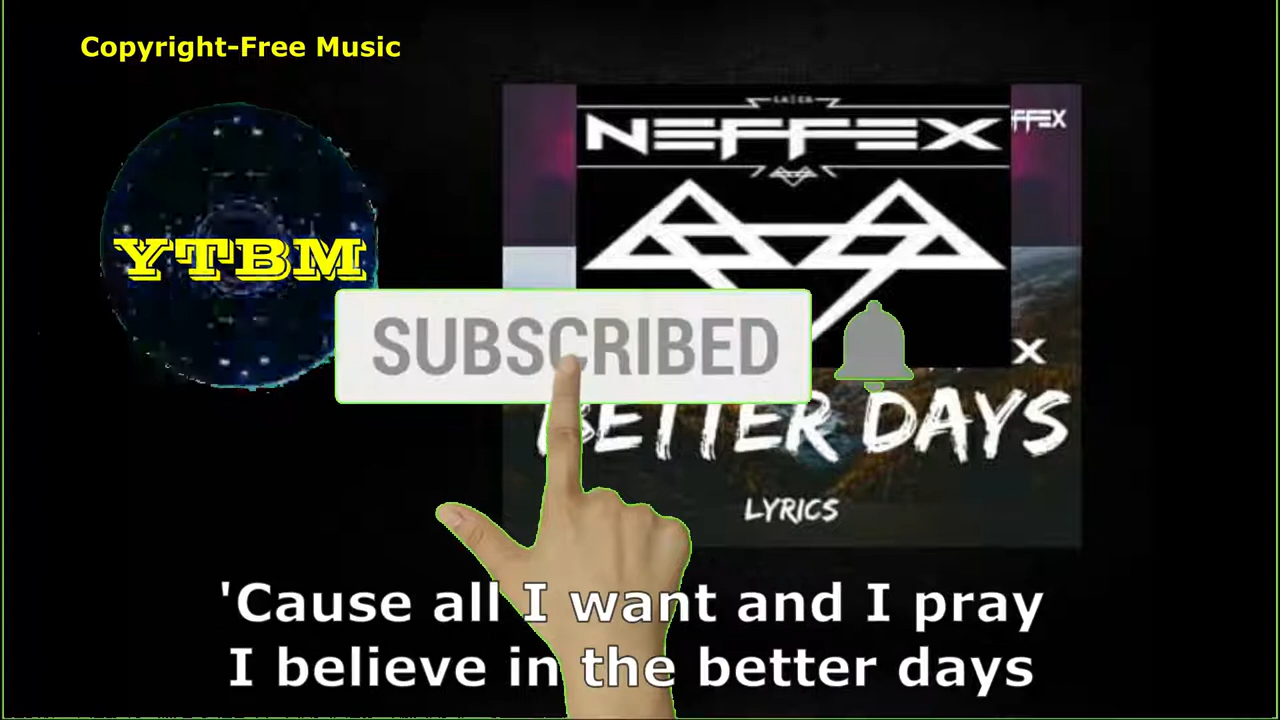 Copyright-Free Music
NEFFEX
FFEX
YTBM
SUBSCRIBED
X
BETTER DAYS
LYRICS
'Cause all I want and I pray
I believe in the better days